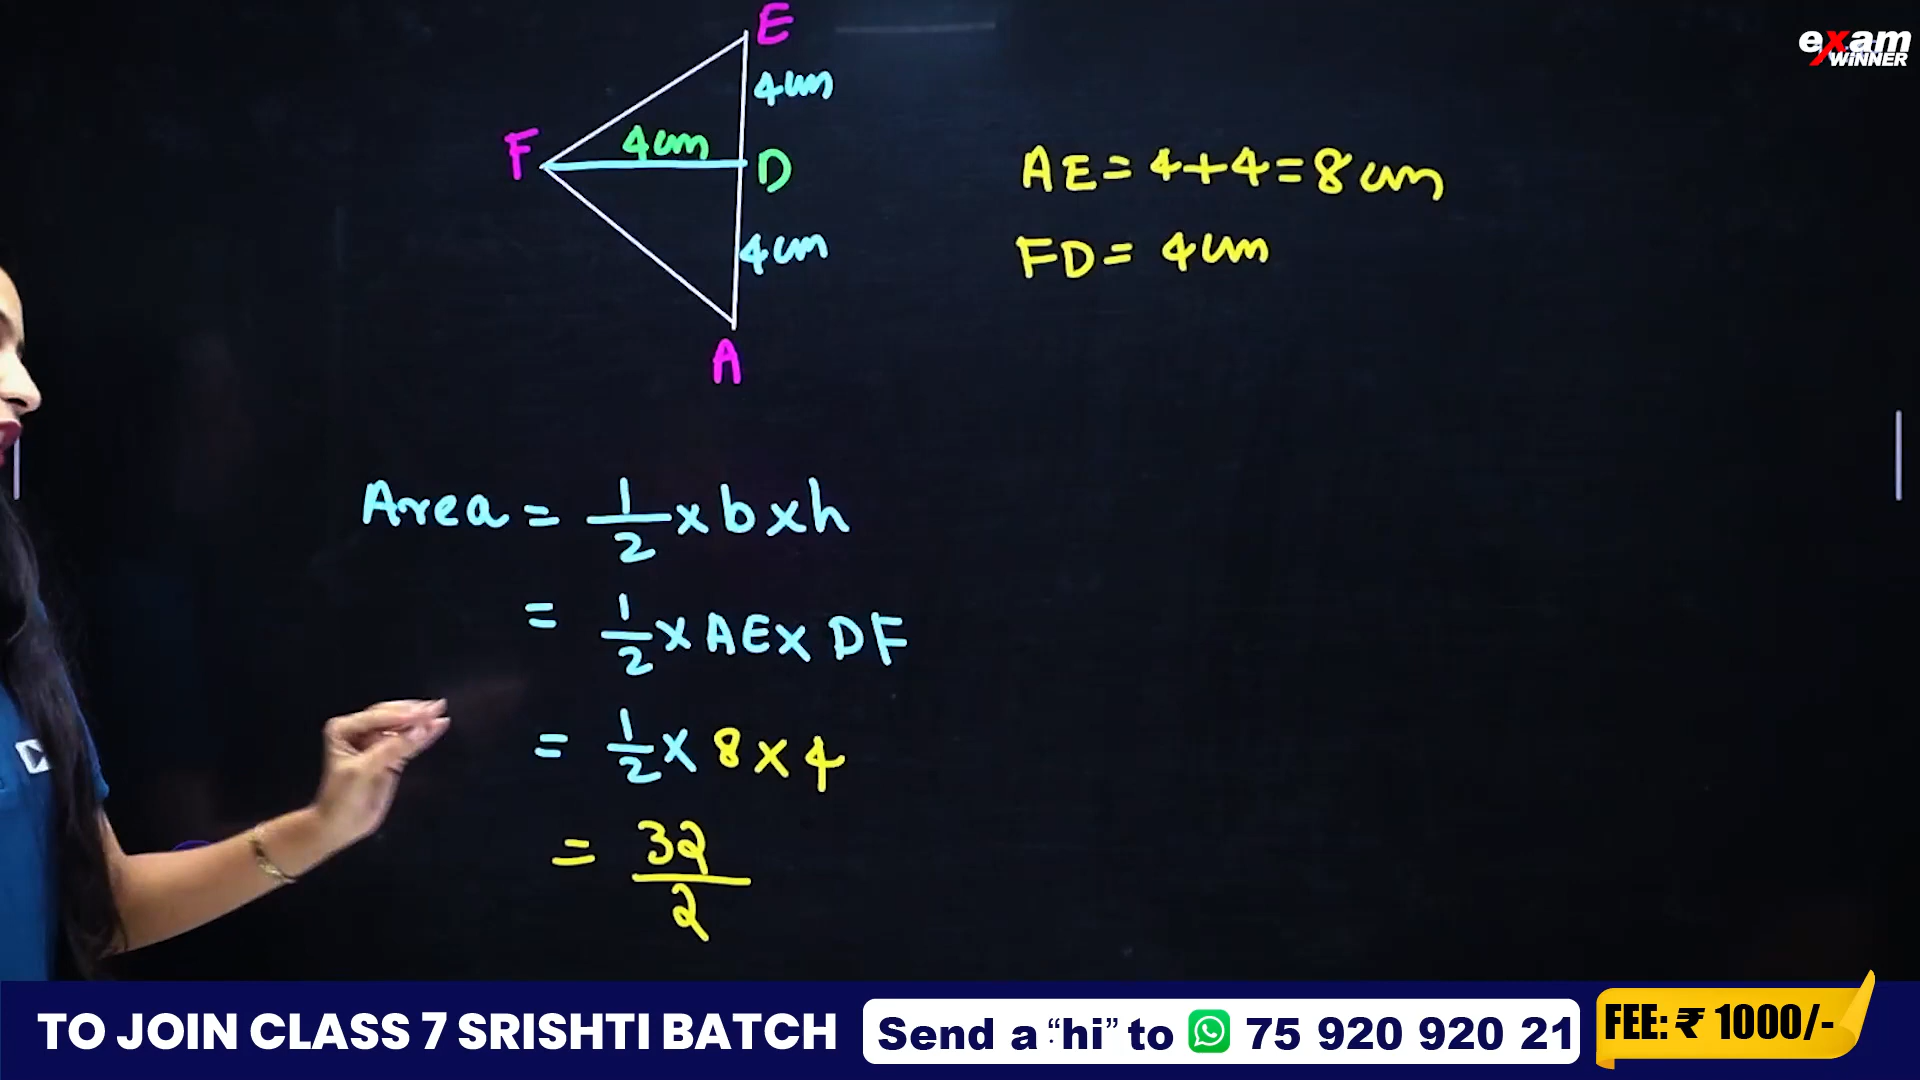 E
exam
WINNER
4cm
F
4cm
D
AE = 4+4 = 8cm
4cm
FD = 4cm
A
Area = 1/2 × b × h
= 1/2 × AE × DF
= 1/2 × 8 × 4
= 32/2
TO JOIN CLASS 7 SRISHTI BATCH
Send a “hi” to 75 920 920 21
FEE: ₹ 1000/-